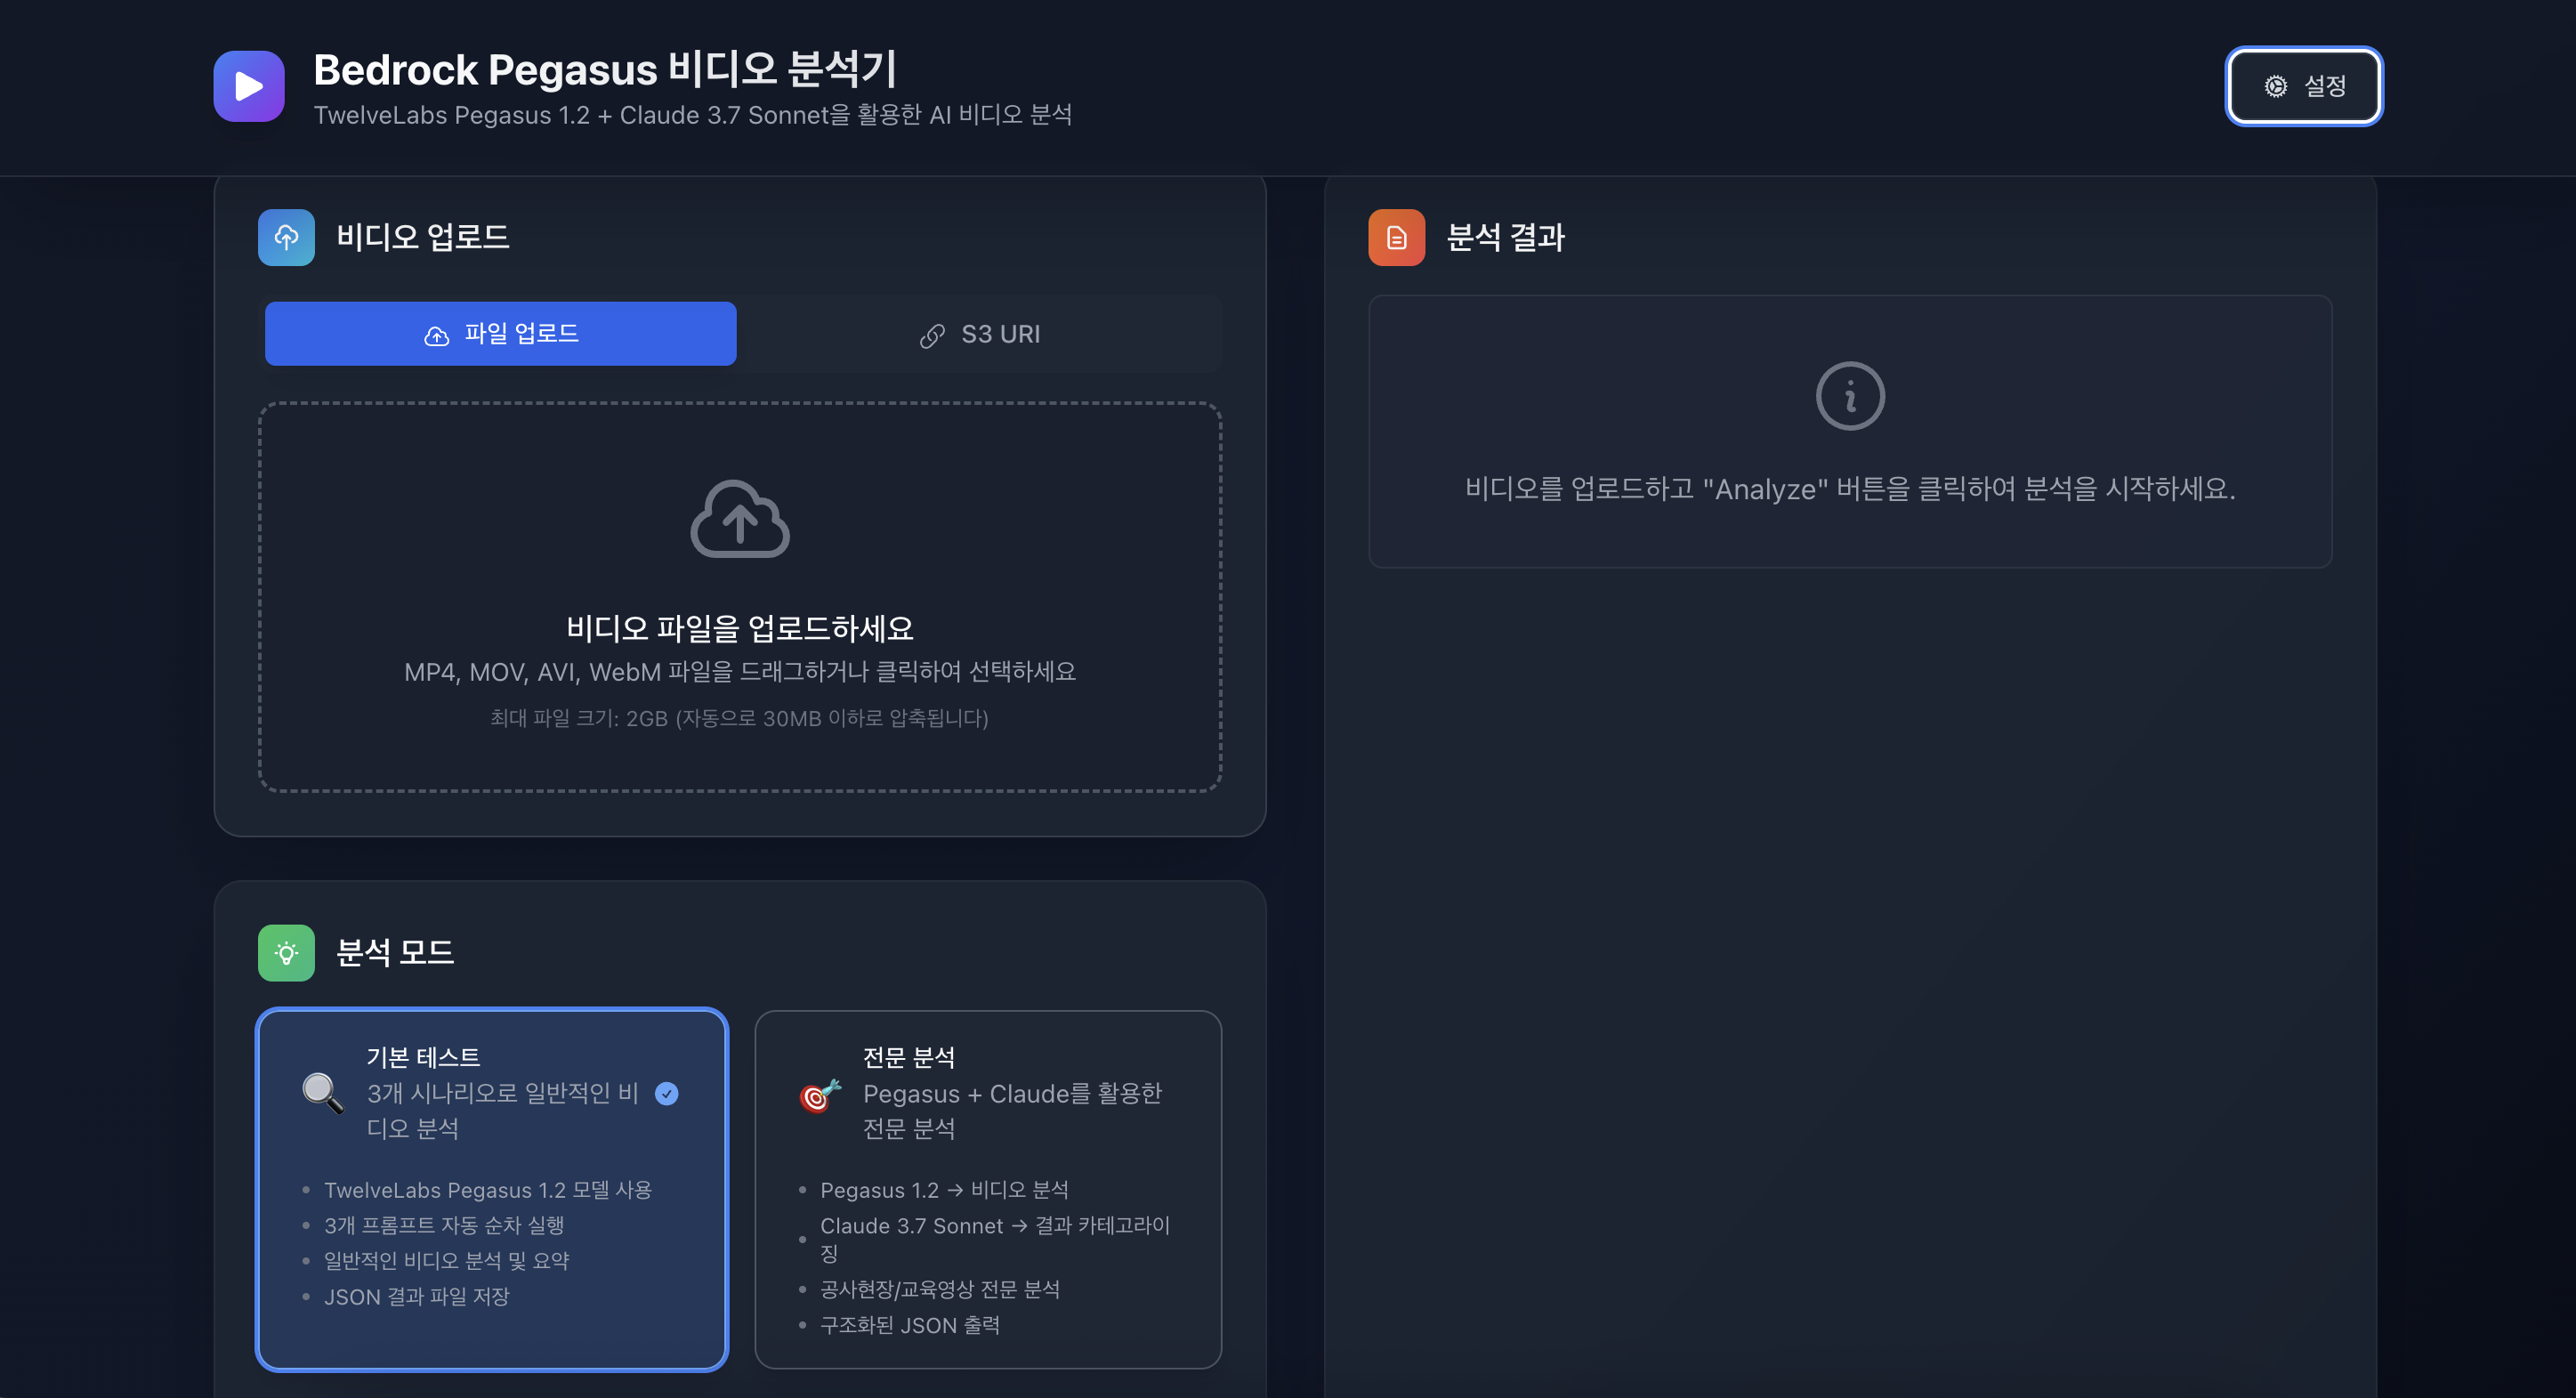 Bedrock Pegasus 비디오 분석기
TwelveLabs Pegasus 1.2 + Claude 3.7 Sonnet을 활용한 AI 비디오 분석
설정
비디오 업로드
파일 업로드
S3 URI
비디오 파일을 업로드하세요
MP4, MOV, AVI, WebM 파일을 드래그하거나 클릭하여 선택하세요
최대 파일 크기: 2GB (자동으로 30MB 이하로 압축됩니다)
분석 모드
기본 테스트
3개 시나리오로 일반적인 비
디오 분석
TwelveLabs Pegasus 1.2 모델 사용
3개 프롬프트 자동 순차 실행
일반적인 비디오 분석 및 요약
JSON 결과 파일 저장
전문 분석
Pegasus + Claude를 활용한
전문 분석
Pegasus 1.2 → 비디오 분석
Claude 3.7 Sonnet → 결과 카테고라이
징
공사현장/교육영상 전문 분석
구조화된 JSON 출력
분석 결과
비디오를 업로드하고 "Analyze" 버튼을 클릭하여 분석을 시작하세요.